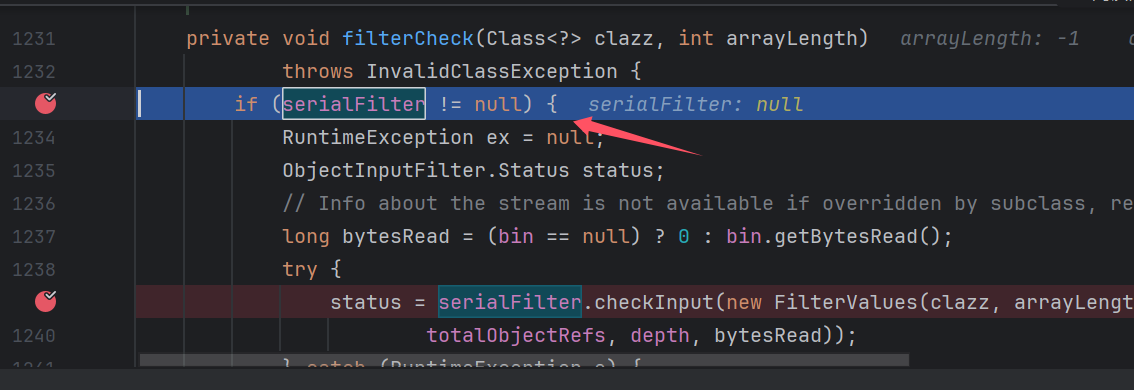 1231 private void filterCheck(Class<?> clazz, int arrayLength) arrayLength: -1
1232 throws InvalidClassException {
if (serialFilter != null) { serialFilter: null
1234 RuntimeException ex = null;
1235 ObjectInputFilter.Status status;
1236 // Info about the stream is not available if overridden by subclass, re
1237 long bytesRead = (bin == null) ? 0 : bin.getBytesRead();
1238 try {
status = serialFilter.checkInput(new FilterValues(clazz, arrayLengt
1240 totalObjectRefs, depth, bytesRead));
1241 } catch (RuntimeException e) {